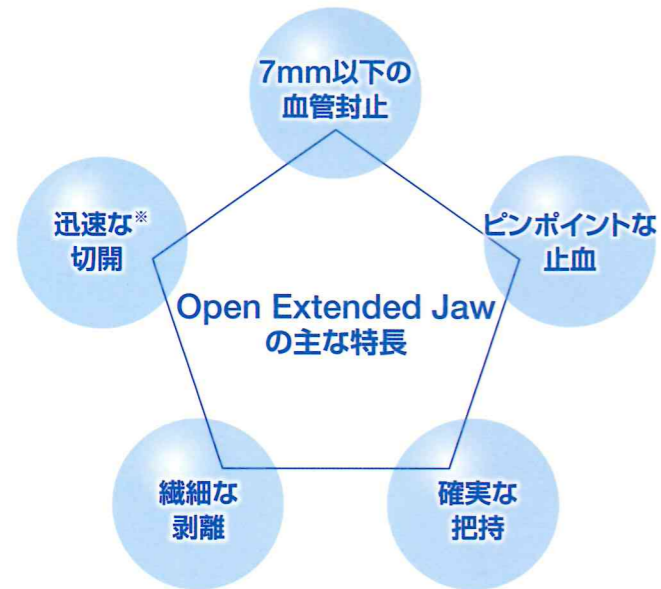 7mm以下の
血管封止
迅速な※
切開
ピンポイントな
止血
Open Extended Jaw
の主な特長
繊細な
剥離
確実な
把持